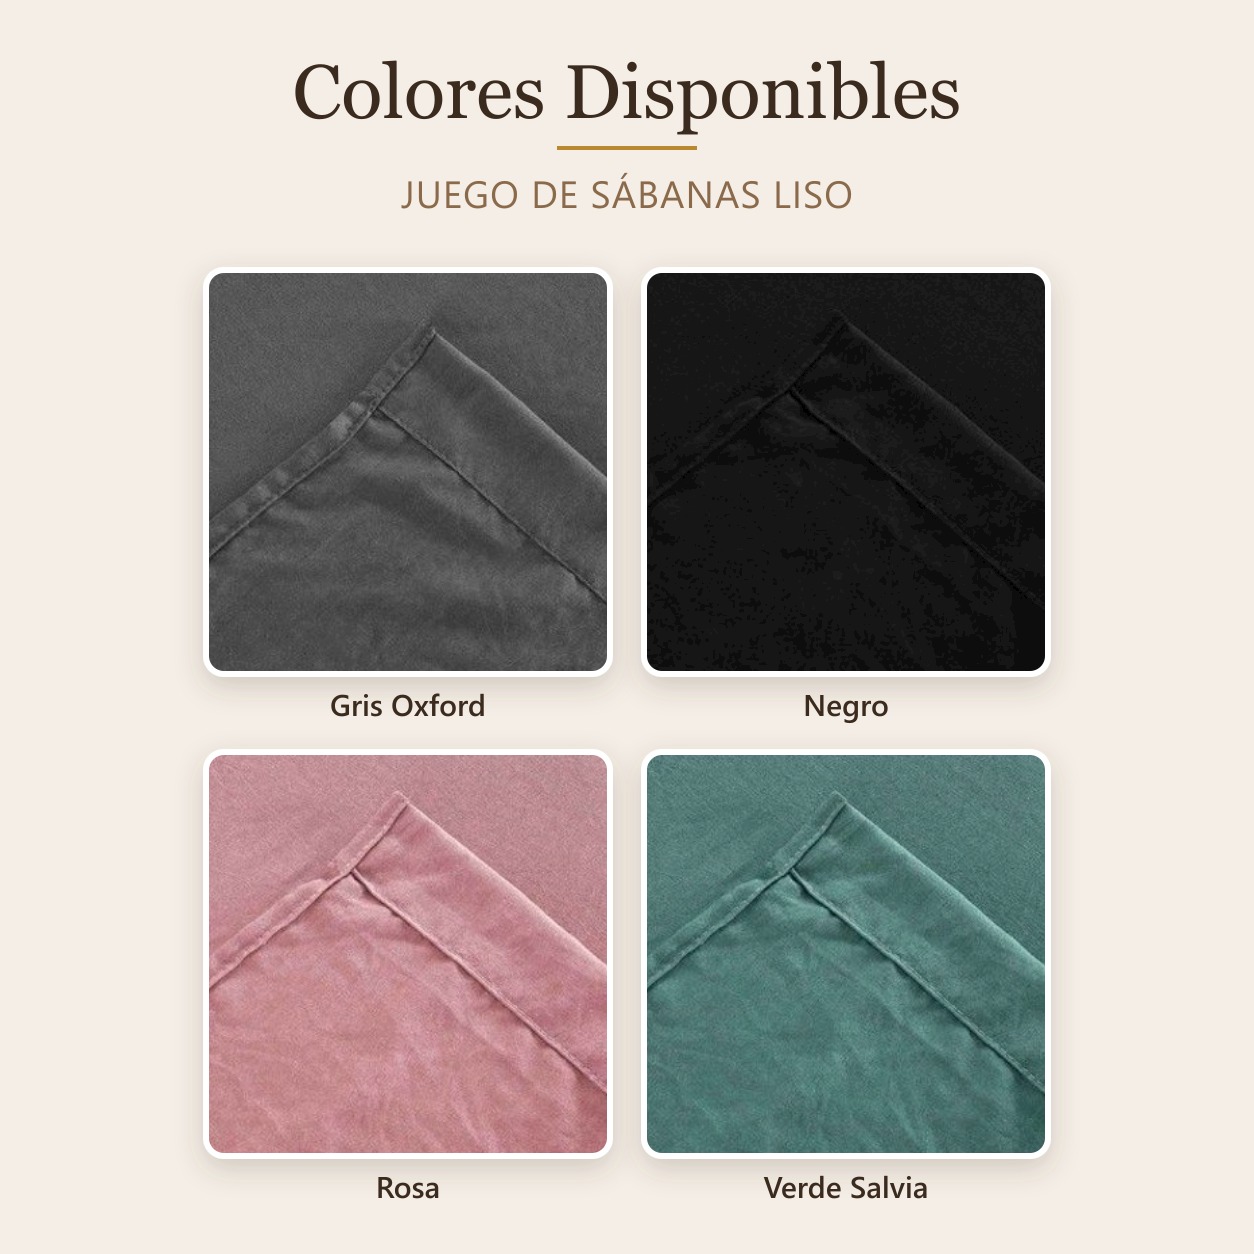 Colores Disponibles
JUEGO DE SÁBANAS LISO
Gris Oxford
Negro
Rosa
Verde Salvia